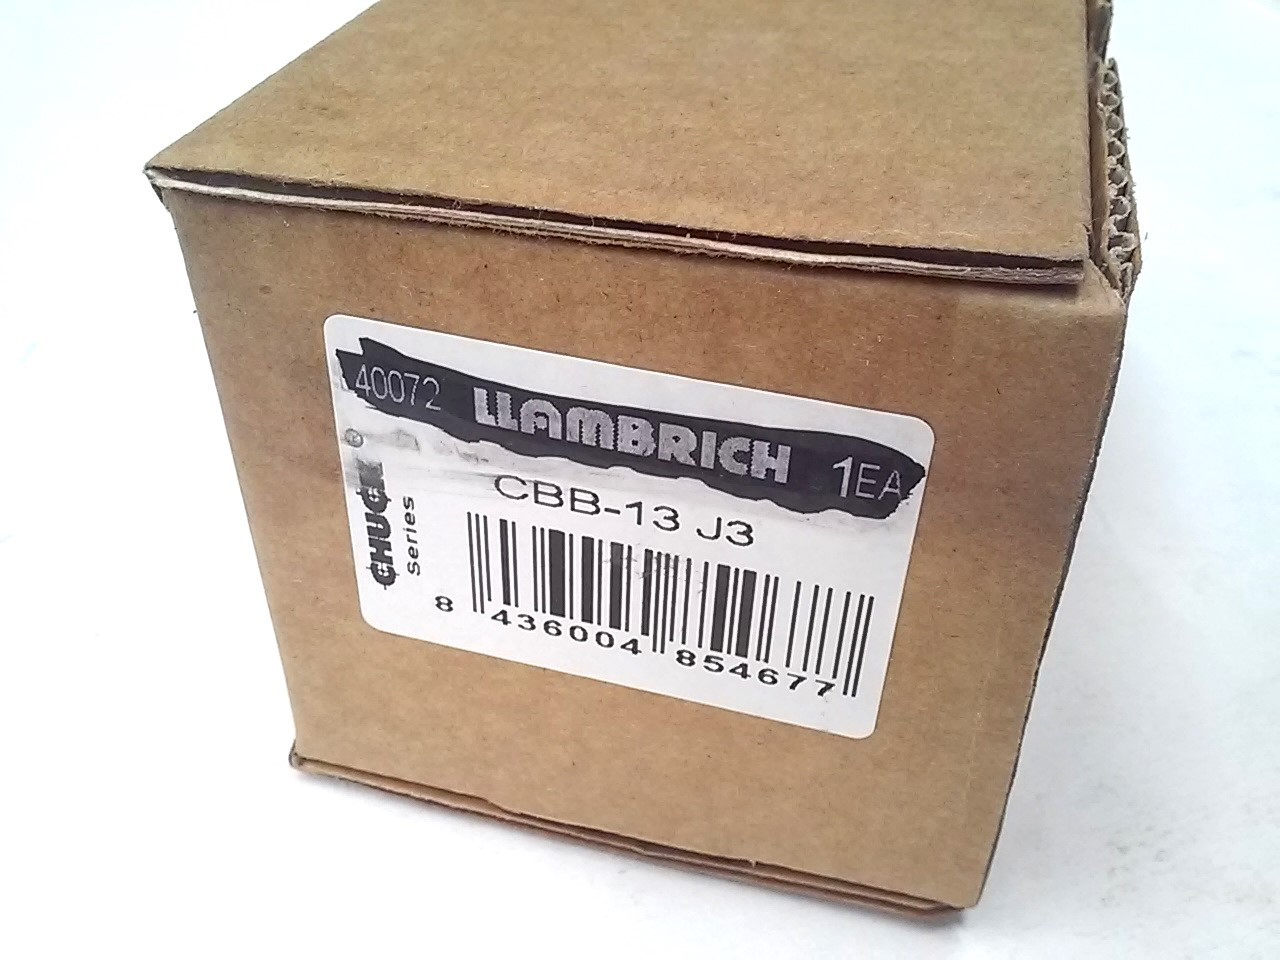 40072 LLAMBRICH 1EA
CBB-13 J3
CHUCK
Series
8 436004 854677